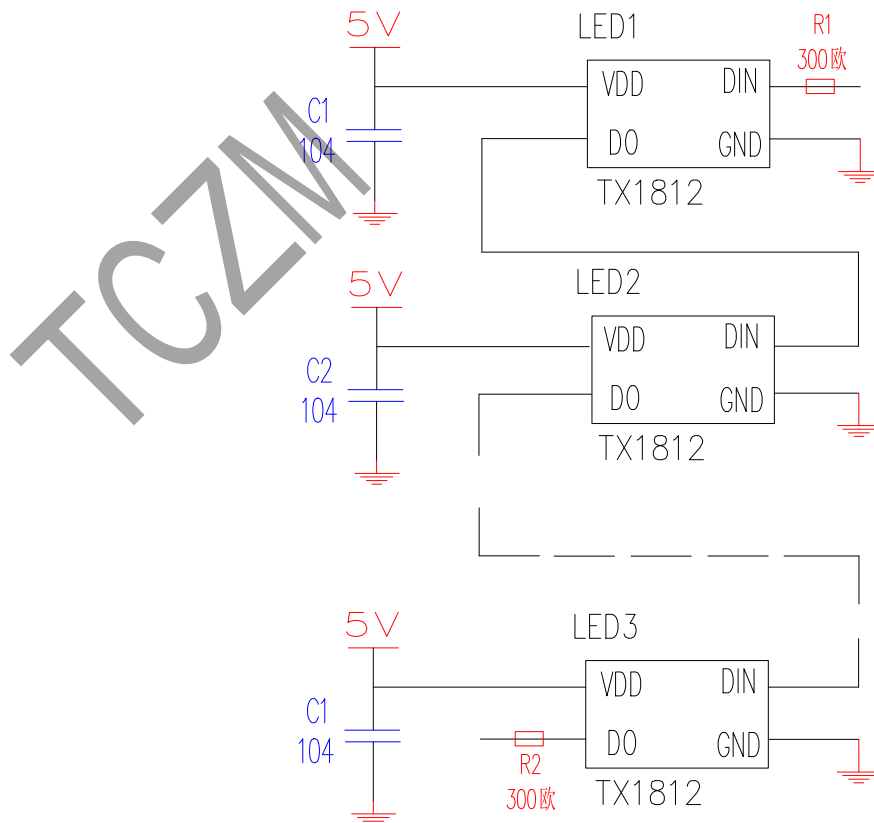 5V
LED1
R1
300欧
VDD
DIN
C1
104
DO
GND
TX1812
TCZM
5V
LED2
VDD
DIN
C2
104
DO
GND
TX1812
5V
LED3
VDD
DIN
C1
104
DO
GND
R2
300欧
TX1812